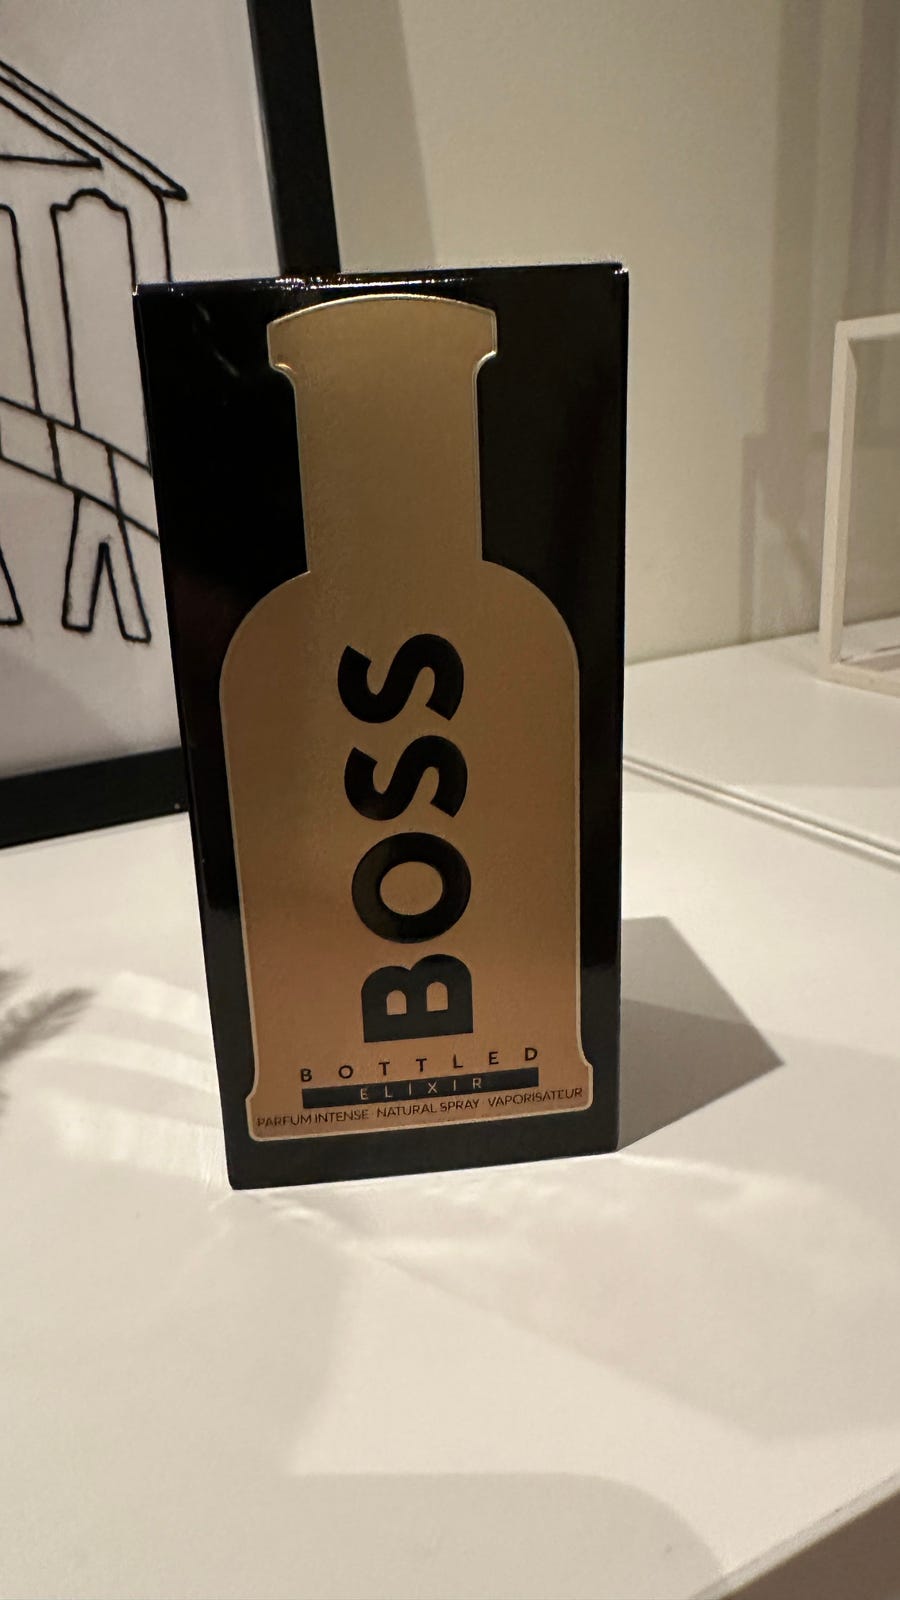 BOSS
BOTTLED
ELIXIR
PARFUM INTENSE · NATURAL SPRAY · VAPORISATEUR